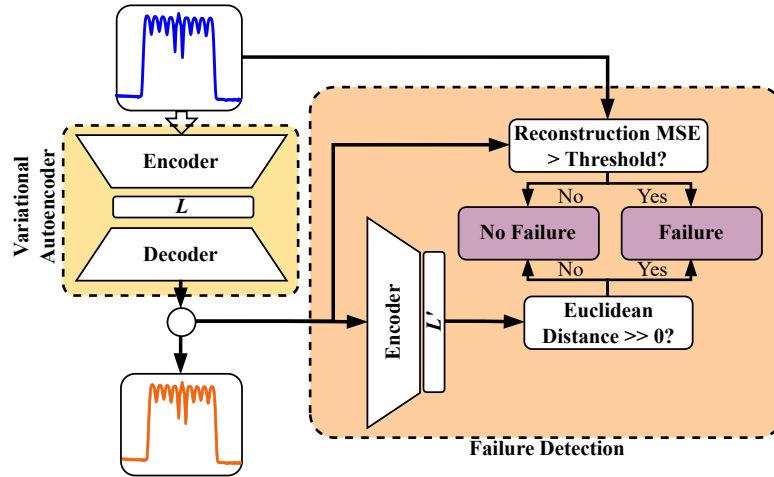 Variational
Autoencoder
Encoder
L
Decoder
Reconstruction MSE
> Threshold?
No
Yes
No Failure
Failure
No
Yes
Encoder
L'
Euclidean
Distance >> 0?
Failure Detection